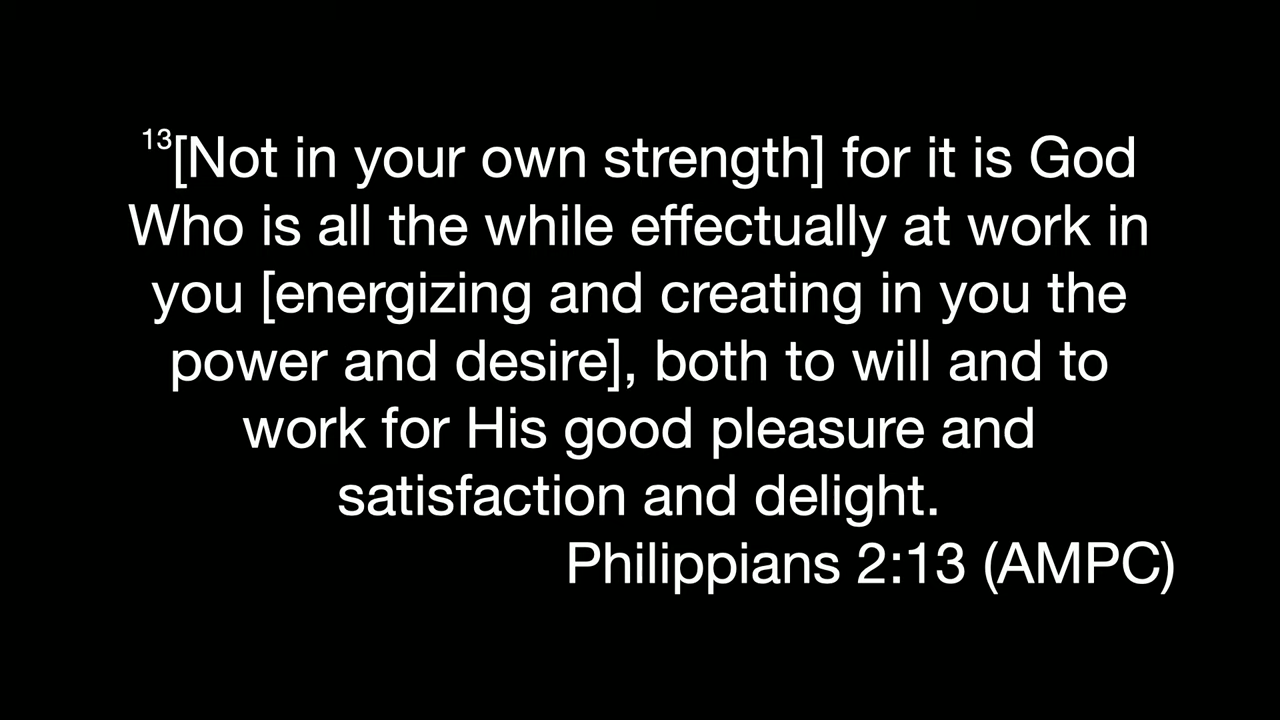 13[Not in your own strength] for it is God
Who is all the while effectually at work in
you [energizing and creating in you the
power and desire], both to will and to
work for His good pleasure and
satisfaction and delight.
Philippians 2:13 (AMPC)